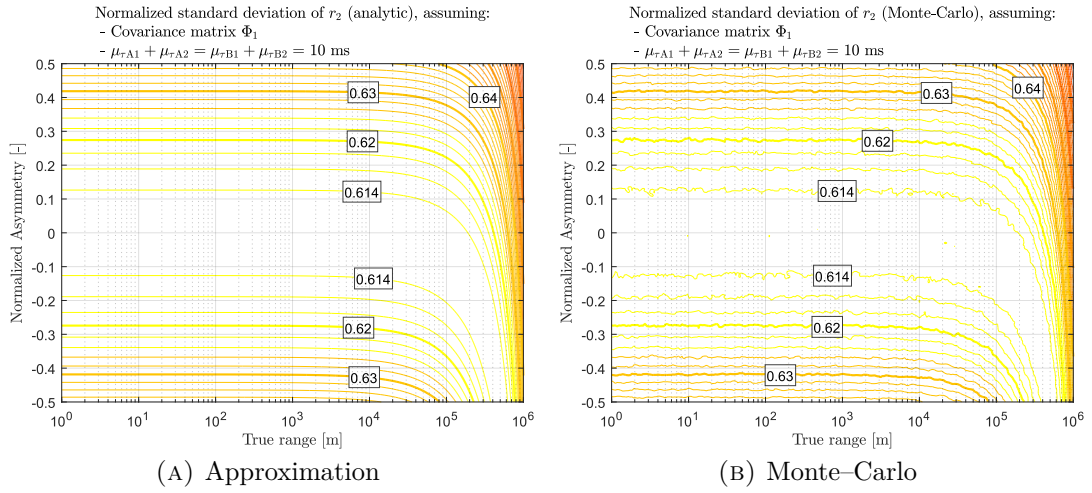 Normalized standard deviation of r₂ (analytic), assuming:
- Covariance matrix Φ₁
- μτA1 + μτA2 = μτB1 + μτB2 = 10 ms
0.5
0.4
0.3
0.2
0.1
0
-0.1
-0.2
-0.3
-0.4
-0.5
Normalized Asymmetry [-]
0.63
0.64
0.62
0.614
0.614
0.62
0.63
10⁰ 10¹ 10² 10³ 10⁴ 10⁵ 10⁶
True range [m]
(A) Approximation
Normalized standard deviation of r₂ (Monte-Carlo), assuming:
- Covariance matrix Φ₁
- μτA1 + μτA2 = μτB1 + μτB2 = 10 ms
0.5
0.4
0.3
0.2
0.1
0
-0.1
-0.2
-0.3
-0.4
-0.5
Normalized Asymmetry [-]
0.64
0.63
0.62
0.614
0.614
0.62
0.63
10⁰ 10¹ 10² 10³ 10⁴ 10⁵ 10⁶
True range [m]
(B) Monte–Carlo